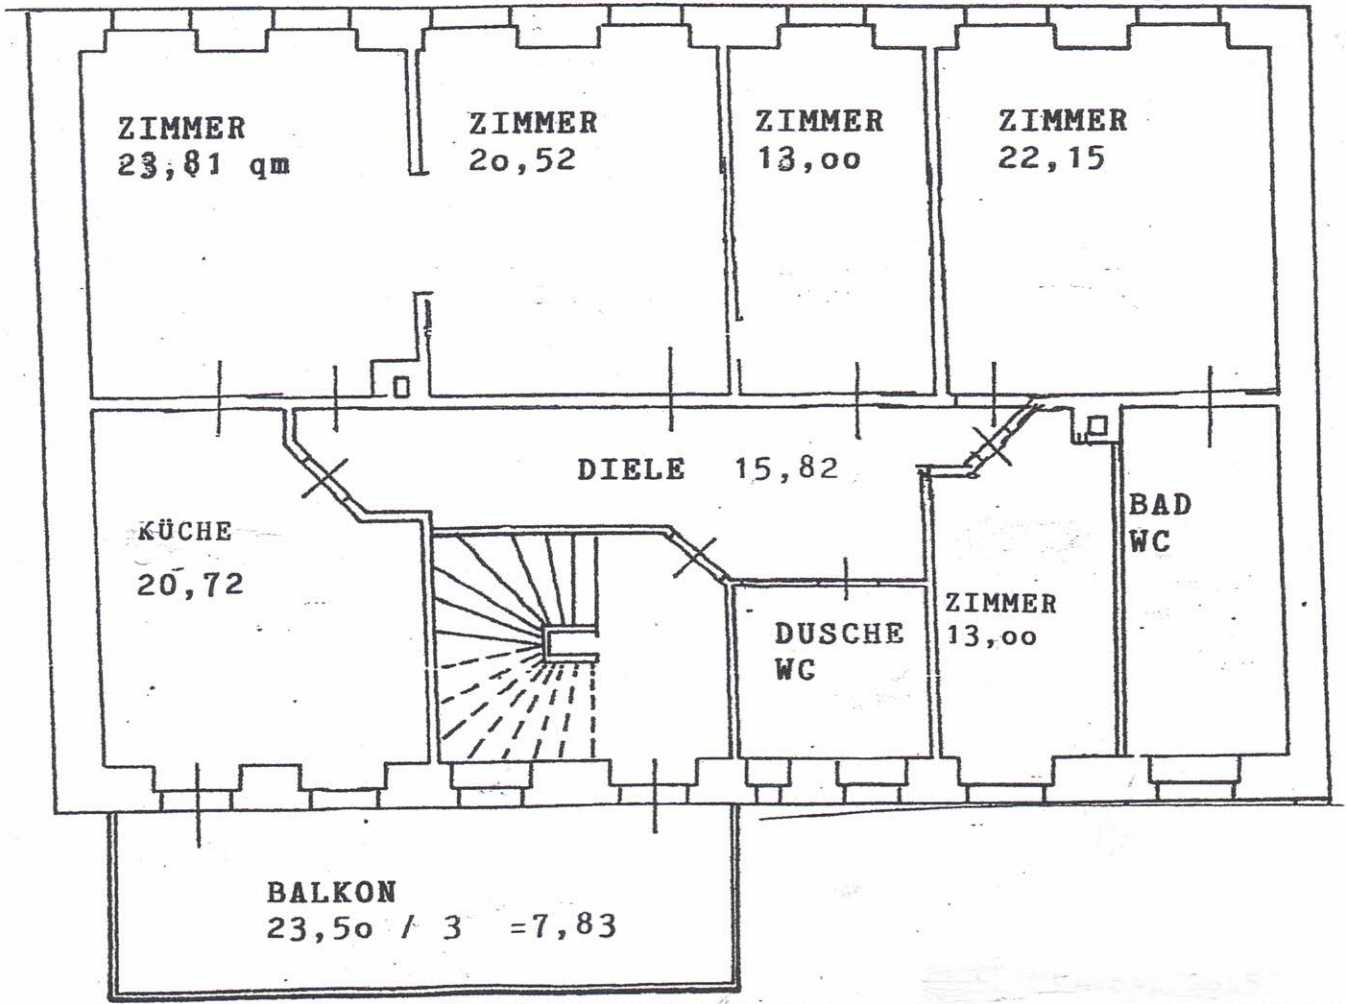 ZIMMER
23,81 qm
ZIMMER
2o,52
ZIMMER
13,oo
ZIMMER
22,15
DIELE 15,82
KÜCHE
20,72
BAD
WC
ZIMMER
13,oo
DUSCHE
WC
BALKON
23,5o / 3 =7,83